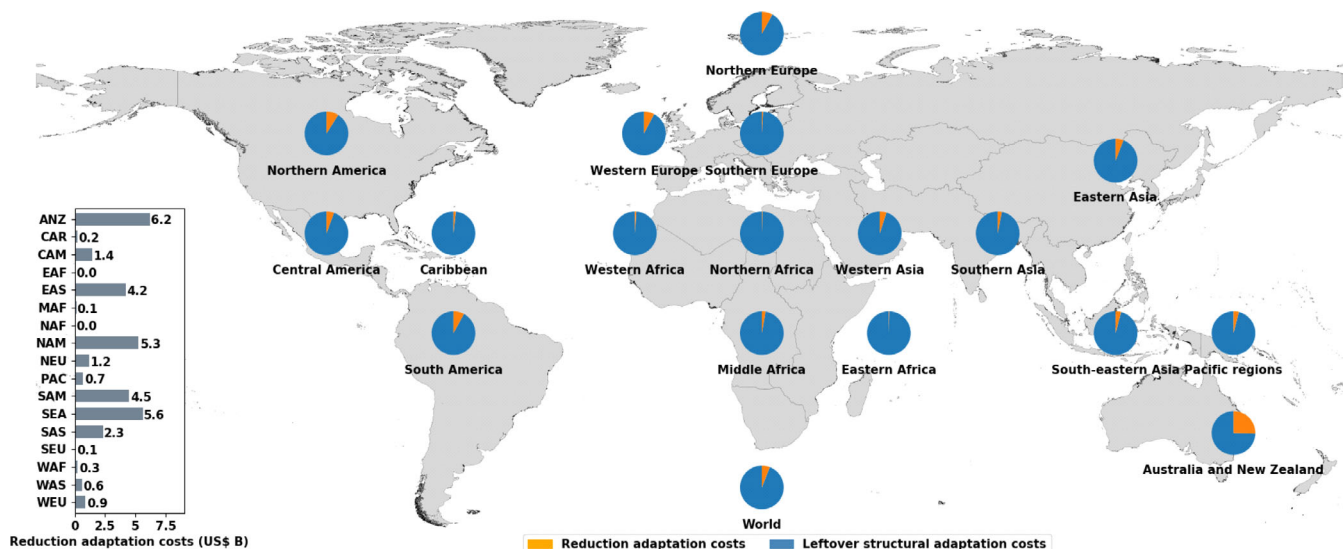 Northern Europe
Northern America
Western Europe
Southern Europe
Eastern Asia
Central America
Caribbean
Western Africa
Northern Africa
Western Asia
Southern Asia
South America
Middle Africa
Eastern Africa
South-eastern Asia
Pacific regions
Australia and New Zealand
World
ANZ 6.2
CAR 0.2
CAM 1.4
EAF 0.0
EAS 4.2
MAF 0.1
NAF 0.0
NAM 5.3
NEU 1.2
PAC 0.7
SAM 4.5
SEA 5.6
SAS 2.3
SEU 0.1
WAF 0.3
WAS 0.6
WEU 0.9
0 2.5 5 7.5
Reduction adaptation costs (US$ B)
Reduction adaptation costs
Leftover structural adaptation costs